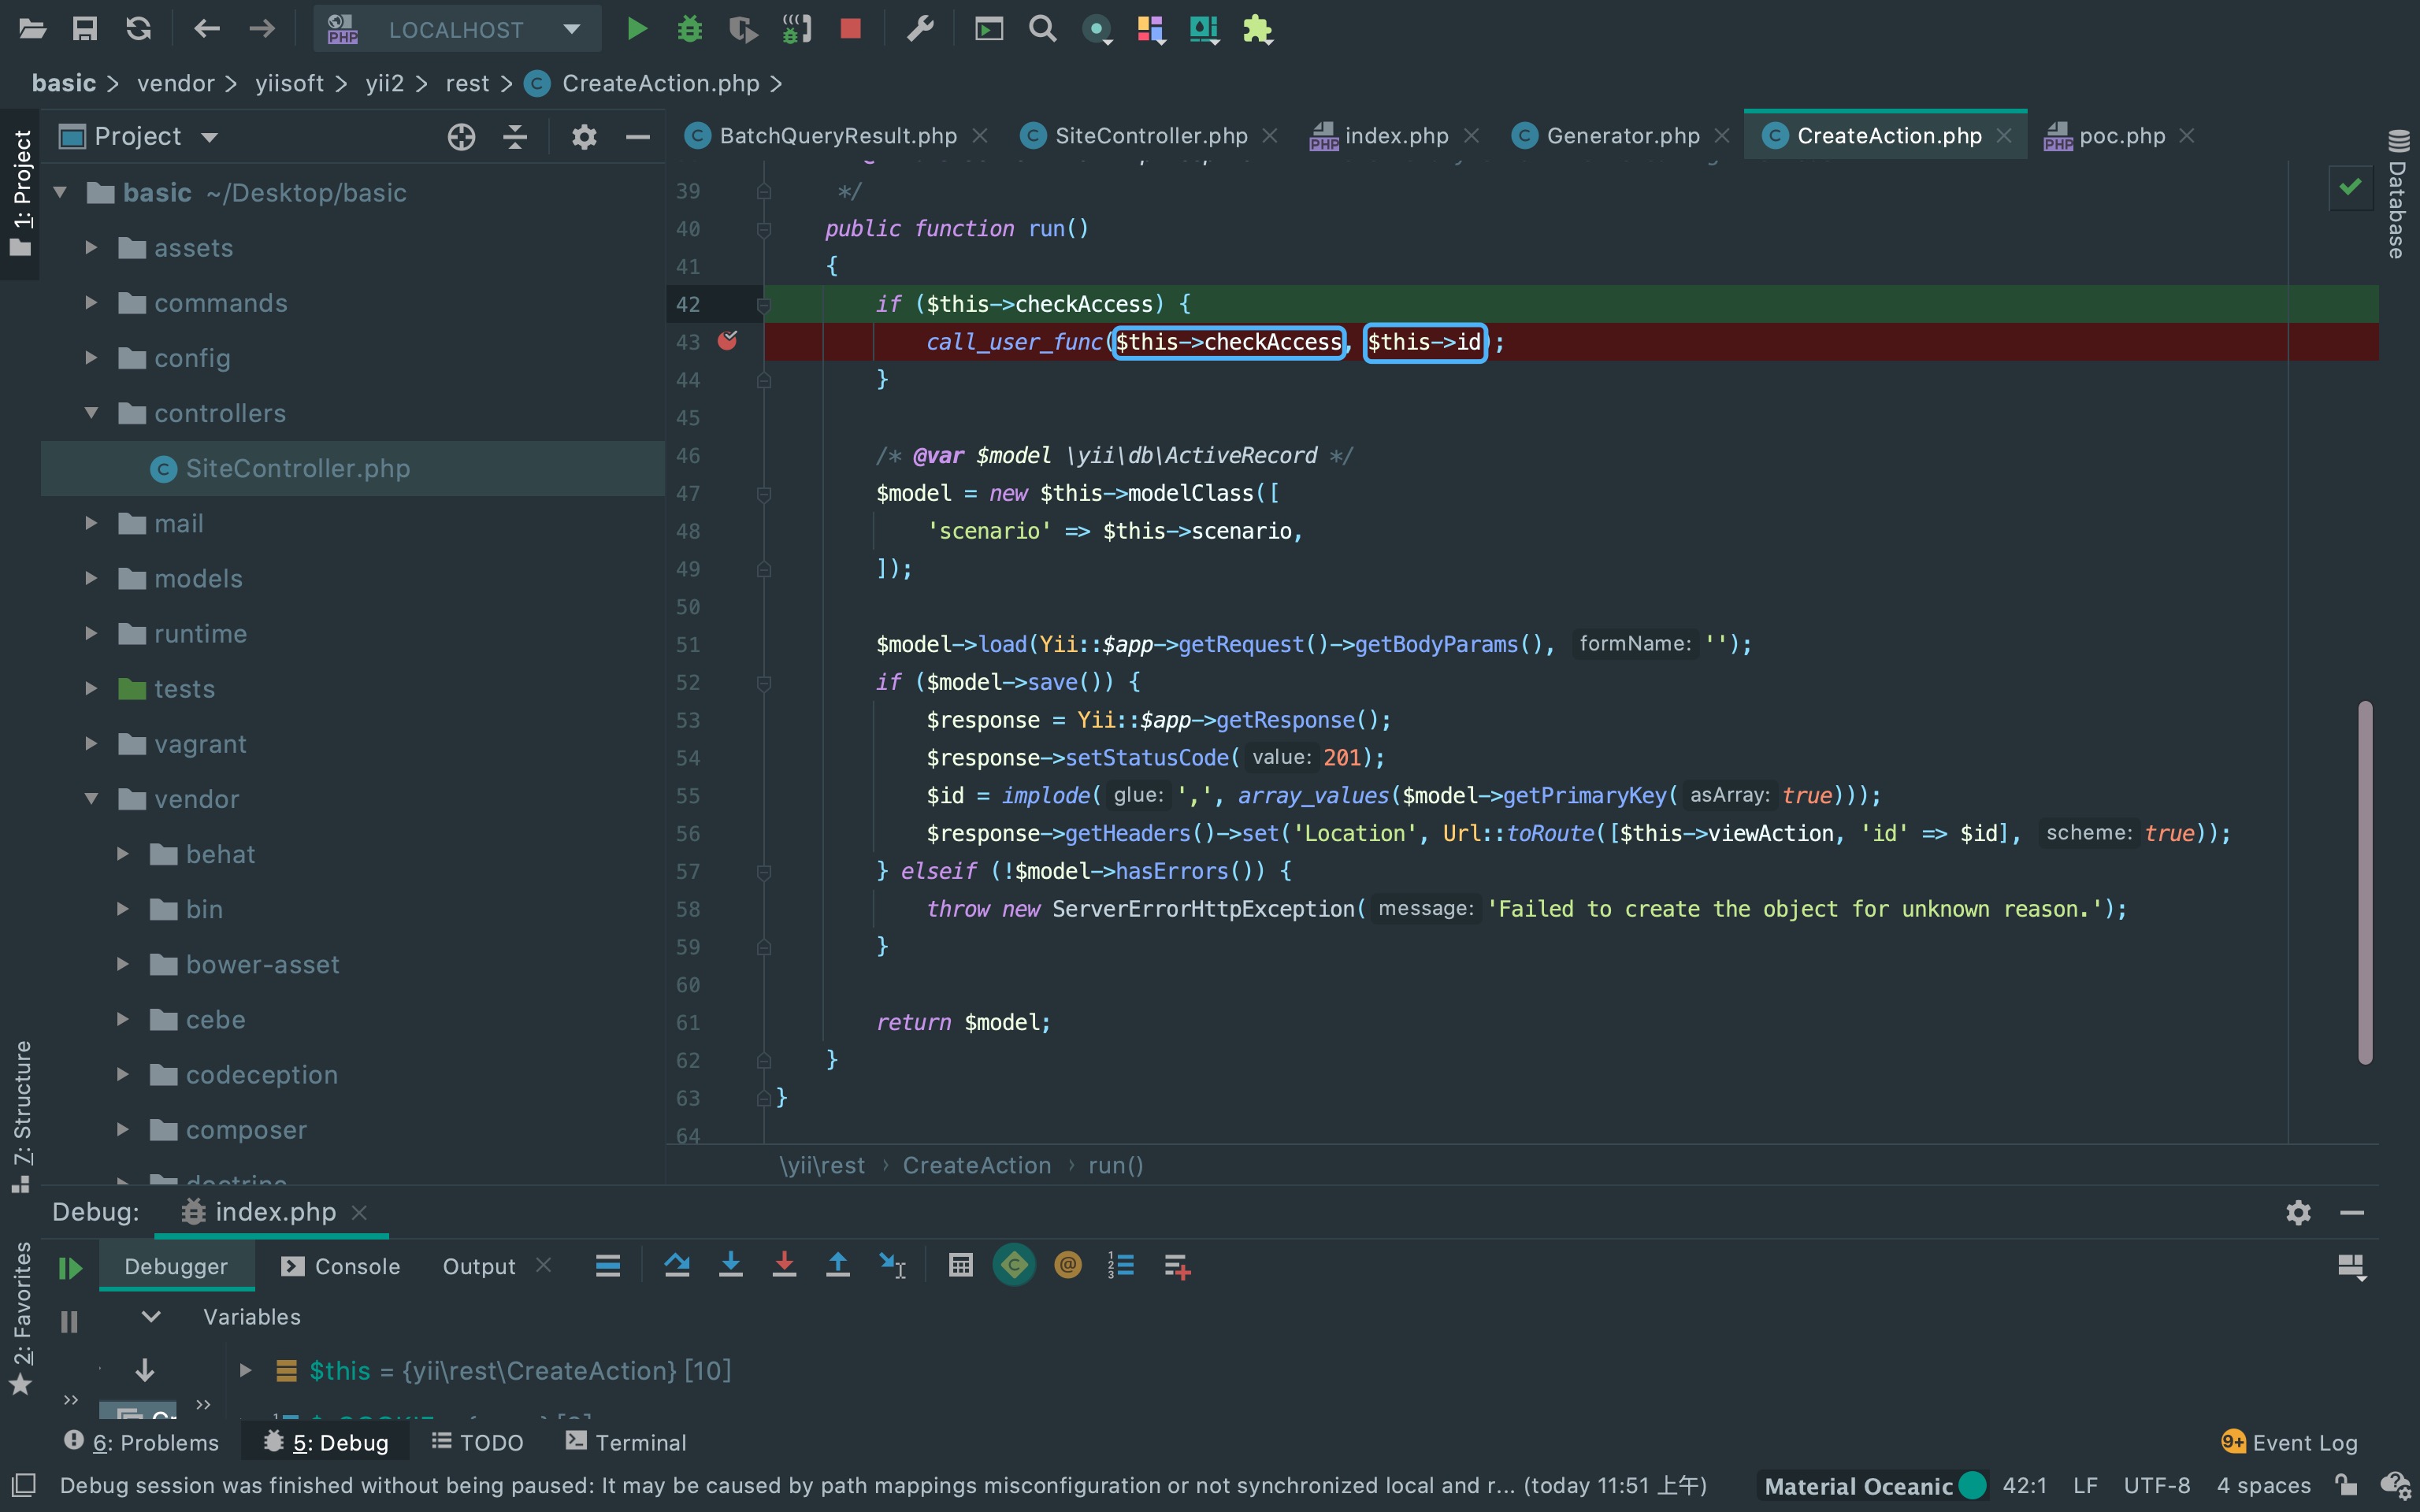 PHP LOCALHOST
basic > vendor > yiisoft > yii2 > rest > C CreateAction.php >
1: Project
Project
C BatchQueryResult.php C SiteController.php PHP index.php C Generator.php C CreateAction.php PHP poc.php
Database
basic ~/Desktop/basic
assets
commands
config
controllers
C SiteController.php
mail
models
runtime
tests
vagrant
vendor
behat
bin
bower-asset
cebe
codeception
composer
doctrine
39 */
40 public function run()
41 {
42 if ($this->checkAccess) {
43 call_user_func($this->checkAccess, $this->id);
44 }
45
46 /* @var $model \yii\db\ActiveRecord */
47 $model = new $this->modelClass([
48 'scenario' => $this->scenario,
49 ]);
50
51 $model->load(Yii::$app->getRequest()->getBodyParams(), formName: '');
52 if ($model->save()) {
53 $response = Yii::$app->getResponse();
54 $response->setStatusCode( value: 201);
55 $id = implode( glue: ',', array_values($model->getPrimaryKey( asArray: true)));
56 $response->getHeaders()->set('Location', Url::toRoute([$this->viewAction, 'id' => $id], scheme: true));
57 } elseif (!$model->hasErrors()) {
58 throw new ServerErrorHttpException( message: 'Failed to create the object for unknown reason.');
59 }
60
61 return $model;
62 }
63 }
64
\yii\rest › CreateAction › run()
7: Structure
2: Favorites
Debug: index.php
Debugger Console Output
Variables
$this = {yii\rest\CreateAction} [10]
6: Problems 5: Debug TODO Terminal 9+ Event Log
Debug session was finished without being paused: It may be caused by path mappings misconfiguration or not synchronized local and r... (today 11:51 上午) Material Oceanic 42:1 LF UTF-8 4 spaces